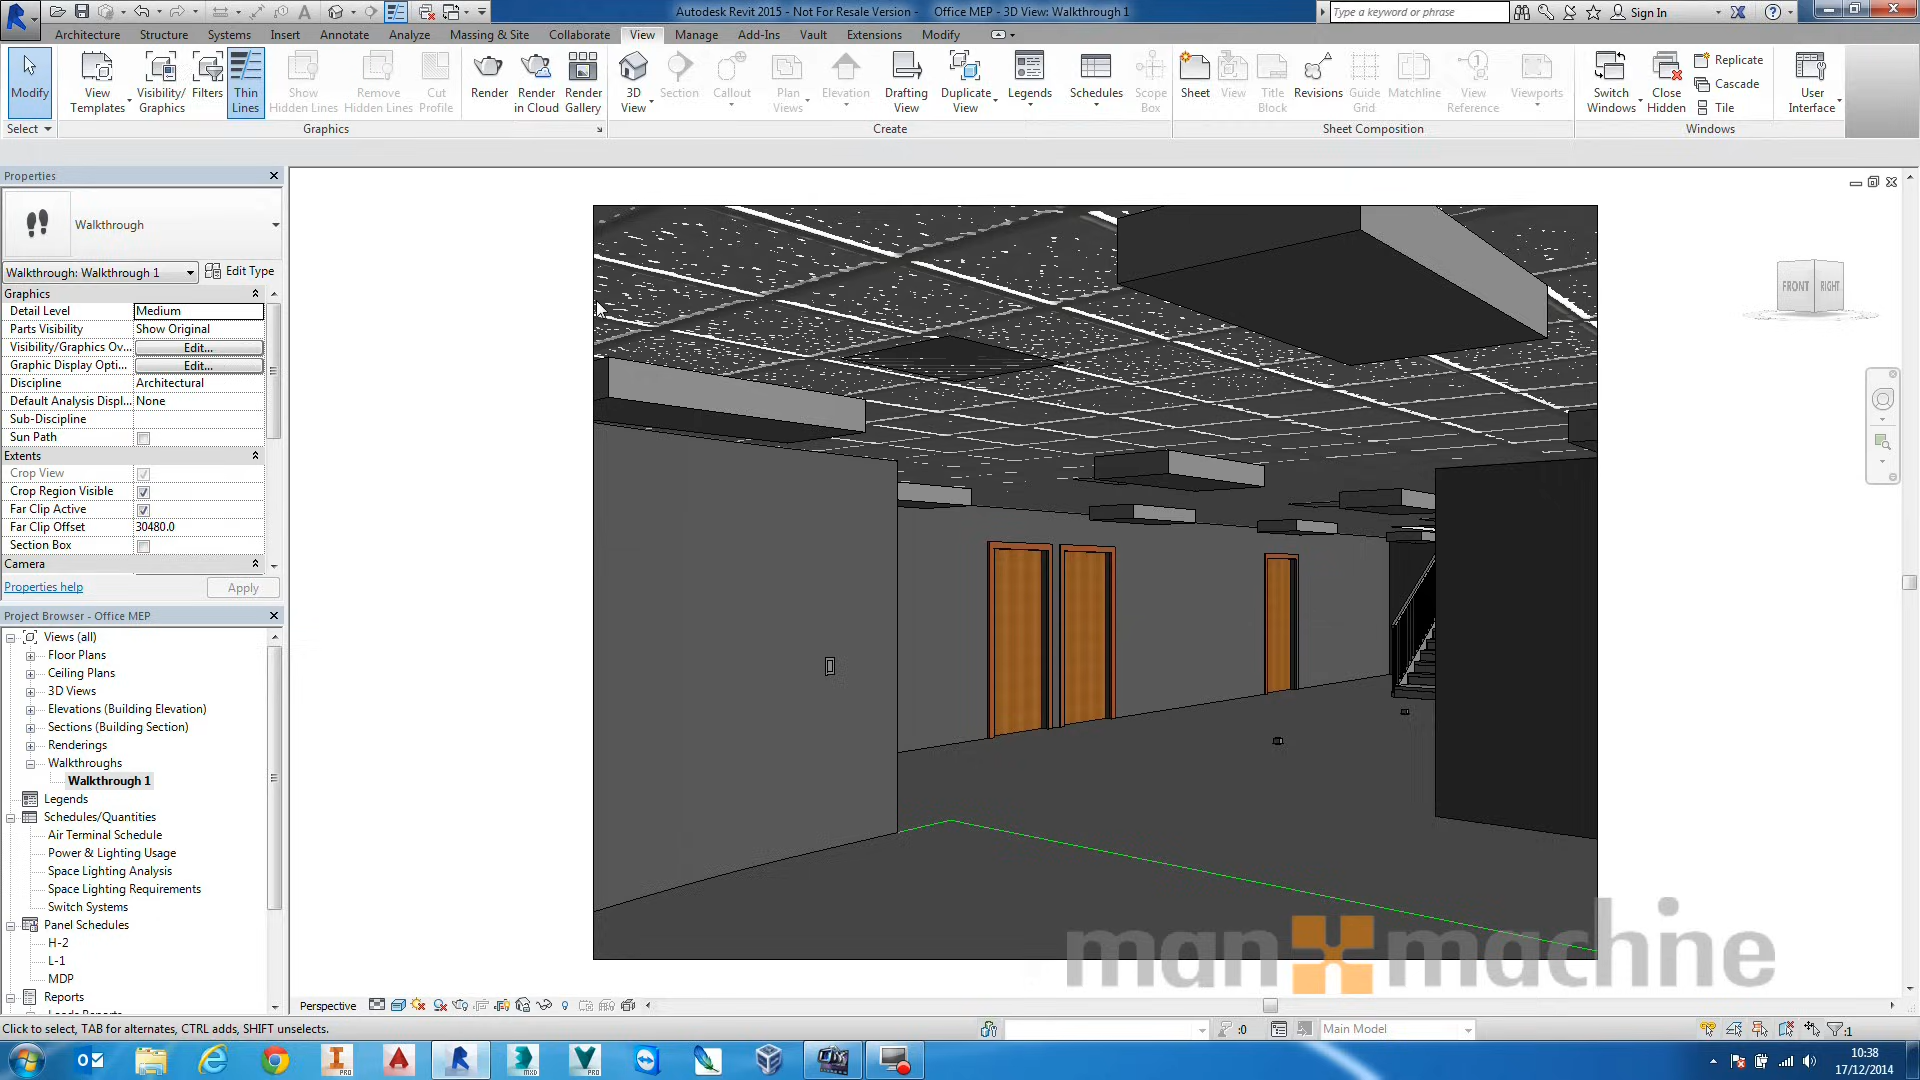 Autodesk Revit 2015 - Not For Resale Version - Office MEP - 3D View: Walkthrough 1
Type a keyword or phrase
Sign In
Architecture Structure Systems Insert Annotate Analyze Massing & Site Collaborate View Manage Add-Ins Vault Extensions Modify
Modify
View Templates
Visibility/ Graphics
Filters
Thin Lines
Show Hidden Lines
Remove Hidden Lines
Cut Profile
Render
Render in Cloud
Render Gallery
3D View
Section
Callout
Plan Views
Elevation
Drafting View
Duplicate View
Legends
Schedules
Scope Box
Sheet
View
Title Block
Revisions
Guide Grid
Matchline
View Reference
Viewports
Switch Windows
Close Hidden
Replicate
Cascade
Tile
User Interface
Select
Graphics
Create
Sheet Composition
Windows
Properties
Walkthrough
Walkthrough: Walkthrough 1
Edit Type
Graphics
Detail Level Medium
Parts Visibility Show Original
Visibility/Graphics Ov... Edit...
Graphic Display Opti... Edit...
Discipline Architectural
Default Analysis Displ... None
Sub-Discipline
Sun Path
Extents
Crop View
Crop Region Visible
Far Clip Active
Far Clip Offset 30480.0
Section Box
Camera
Properties help
Apply
Project Browser - Office MEP
Views (all)
Floor Plans
Ceiling Plans
3D Views
Elevations (Building Elevation)
Sections (Building Section)
Renderings
Walkthroughs
Walkthrough 1
Legends
Schedules/Quantities
Air Terminal Schedule
Power & Lighting Usage
Space Lighting Analysis
Space Lighting Requirements
Switch Systems
Panel Schedules
H-2
L-1
MDP
Reports
FRONT RIGHT
man machine
Perspective
Click to select, TAB for alternates, CTRL adds, SHIFT unselects.
:0
Main Model
:1
10:38
17/12/2014